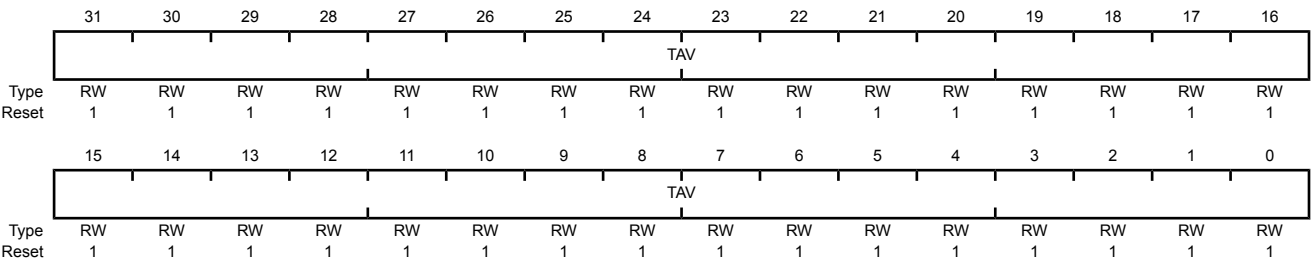 31 30 29 28 27 26 25 24 23 22 21 20 19 18 17 16
TAV
Type RW RW RW RW RW RW RW RW RW RW RW RW RW RW RW RW
Reset 1 1 1 1 1 1 1 1 1 1 1 1 1 1 1 1
15 14 13 12 11 10 9 8 7 6 5 4 3 2 1 0
TAV
Type RW RW RW RW RW RW RW RW RW RW RW RW RW RW RW RW
Reset 1 1 1 1 1 1 1 1 1 1 1 1 1 1 1 1